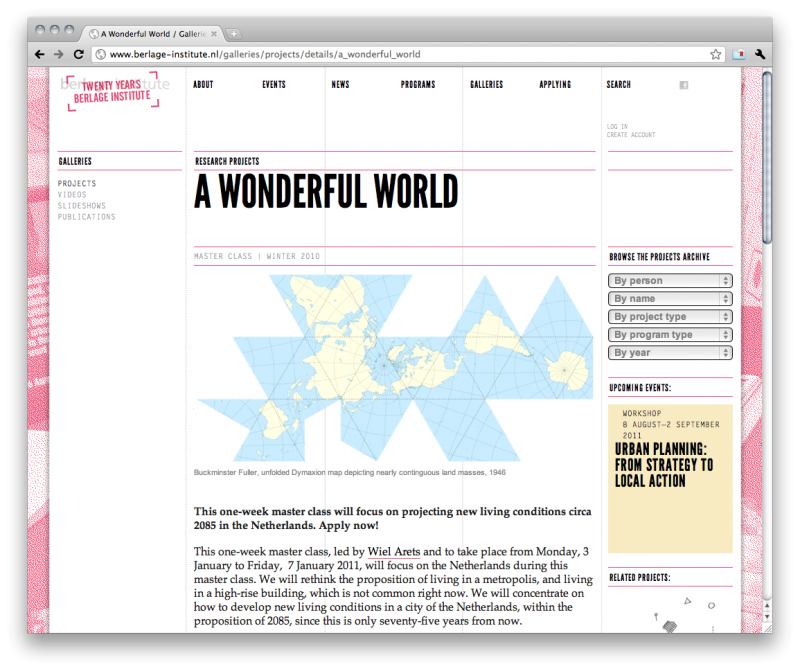 A Wonderful World / Galleries
www.berlage-institute.nl/galleries/projects/details/a_wonderful_world
berlage institute
TWENTY YEARS
BERLAGE INSTITUTE
ABOUT EVENTS NEWS PROGRAMS GALLERIES APPLYING SEARCH
LOG IN
CREATE ACCOUNT
GALLERIES
PROJECTS
VIDEOS
SLIDESHOWS
PUBLICATIONS
RESEARCH PROJECTS
A WONDERFUL WORLD
MASTER CLASS | WINTER 2010
Buckminster Fuller, unfolded Dymaxion map depicting nearly continguous land masses, 1946
This one-week master class will focus on projecting new living conditions circa
2085 in the Netherlands. Apply now!
This one-week master class, led by Wiel Arets and to take place from Monday, 3
January to Friday, 7 January 2011, will focus on the Netherlands during this
master class. We will rethink the proposition of living in a metropolis, and living
in a high-rise building, which is not common right now. We will concentrate on
how to develop new living conditions in a city of the Netherlands, within the
proposition of 2085, since this is only seventy-five years from now.
BROWSE THE PROJECTS ARCHIVE
By person
By name
By project type
By program type
By year
UPCOMING EVENTS:
WORKSHOP
8 AUGUST—2 SEPTEMBER
2011
URBAN PLANNING:
FROM STRATEGY TO
LOCAL ACTION
RELATED PROJECTS: